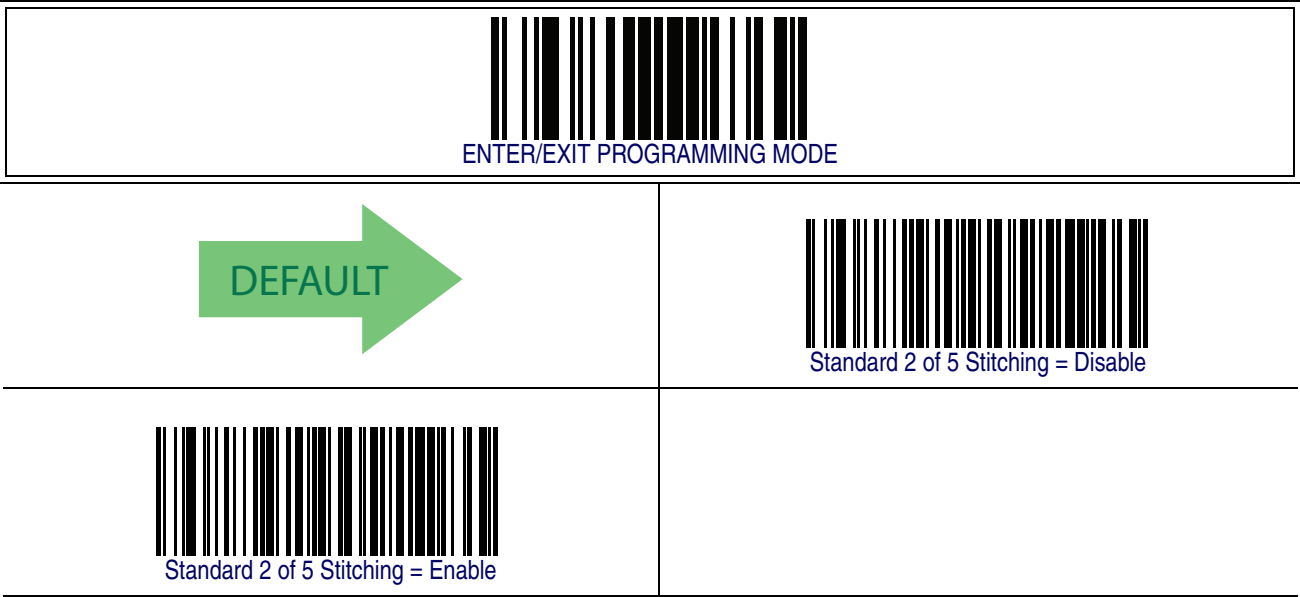 ENTER/EXIT PROGRAMMING MODE
DEFAULT
Standard 2 of 5 Stitching = Disable
Standard 2 of 5 Stitching = Enable